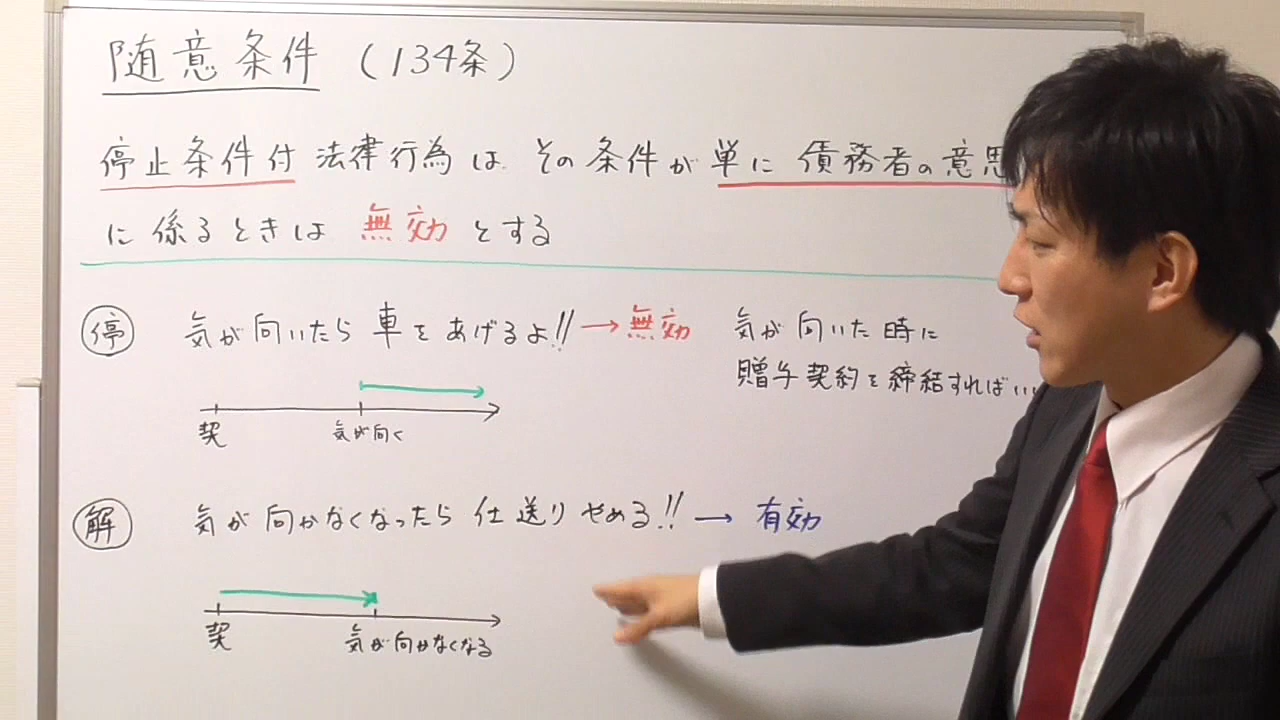 随意条件 (134条)
停止条件付 法律行為は その条件が 単に 債務者の意思
に係るときは 無効 とする
停 気が向いたら 車をあげるよ!! → 無効
気が向いた時に
贈与契約を締結すればい
契 気が向く
解 気が向かなくなったら 仕送りやめる!! → 有効
契 気が向かなくなる